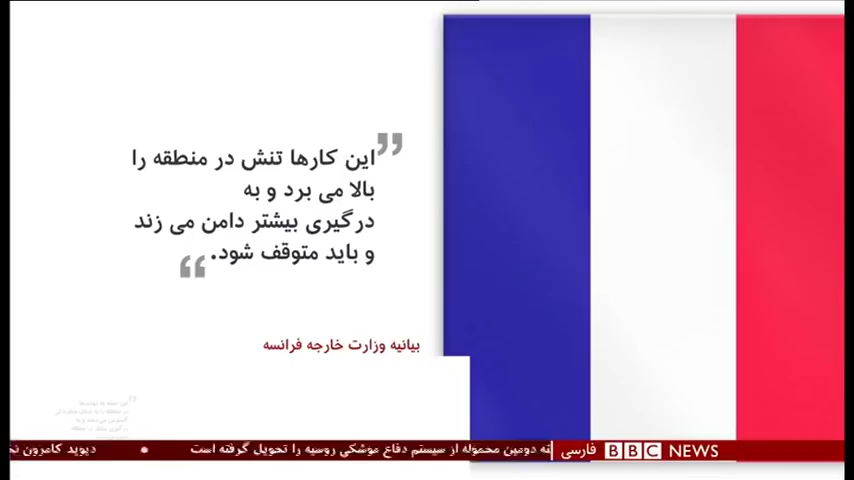 ”این کارها تنش در منطقه را
بالا می برد و به
درگیری بیشتر دامن می زند
و باید متوقف شود.“
بیانیه وزارت خارجه فرانسه
BBC NEWS فارسی
دومین محموله از سیستم دفاع موشکی روسیه را تحویل گرفته است • دیوید کامرون